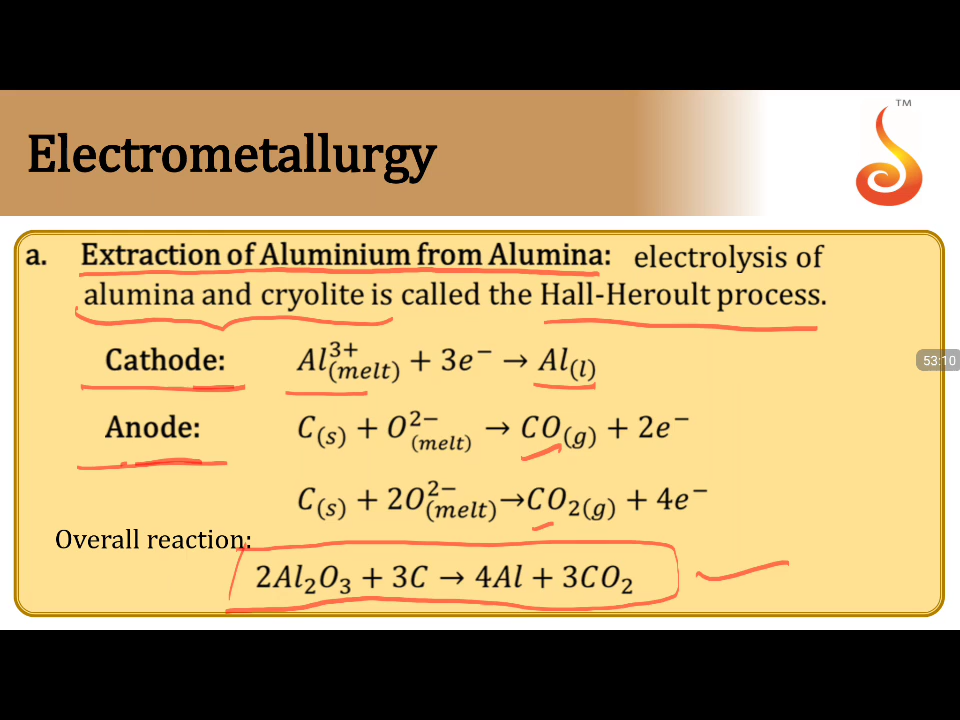 TM
Electrometallurgy
a. Extraction of Aluminium from Alumina: electrolysis of
alumina and cryolite is called the Hall-Heroult process.
Cathode: Al³⁺(melt) + 3e⁻ → Al(l)
53:10
Anode: C(s) + O²⁻(melt) → CO(g) + 2e⁻
C(s) + 2O²⁻(melt) → CO₂(g) + 4e⁻
Overall reaction:
2Al₂O₃ + 3C → 4Al + 3CO₂